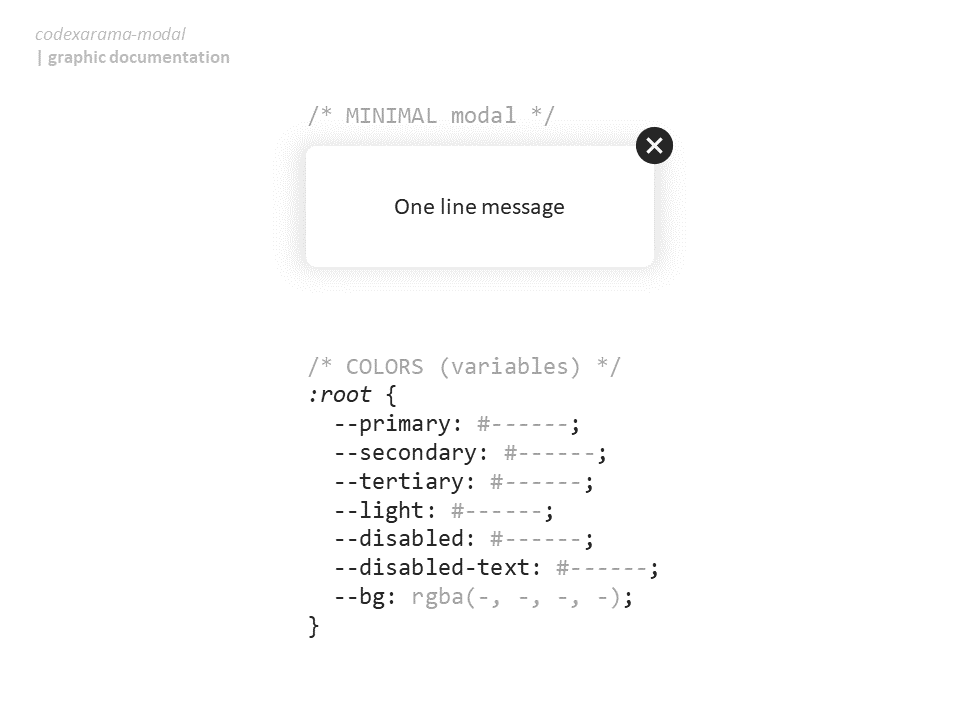 codexarama-modal
| graphic documentation
/* MINIMAL modal */
One line message
/* COLORS (variables) */
:root {
--primary: #------;
--secondary: #------;
--tertiary: #------;
--light: #------;
--disabled: #------;
--disabled-text: #------;
--bg: rgba(-, -, -, -);
}